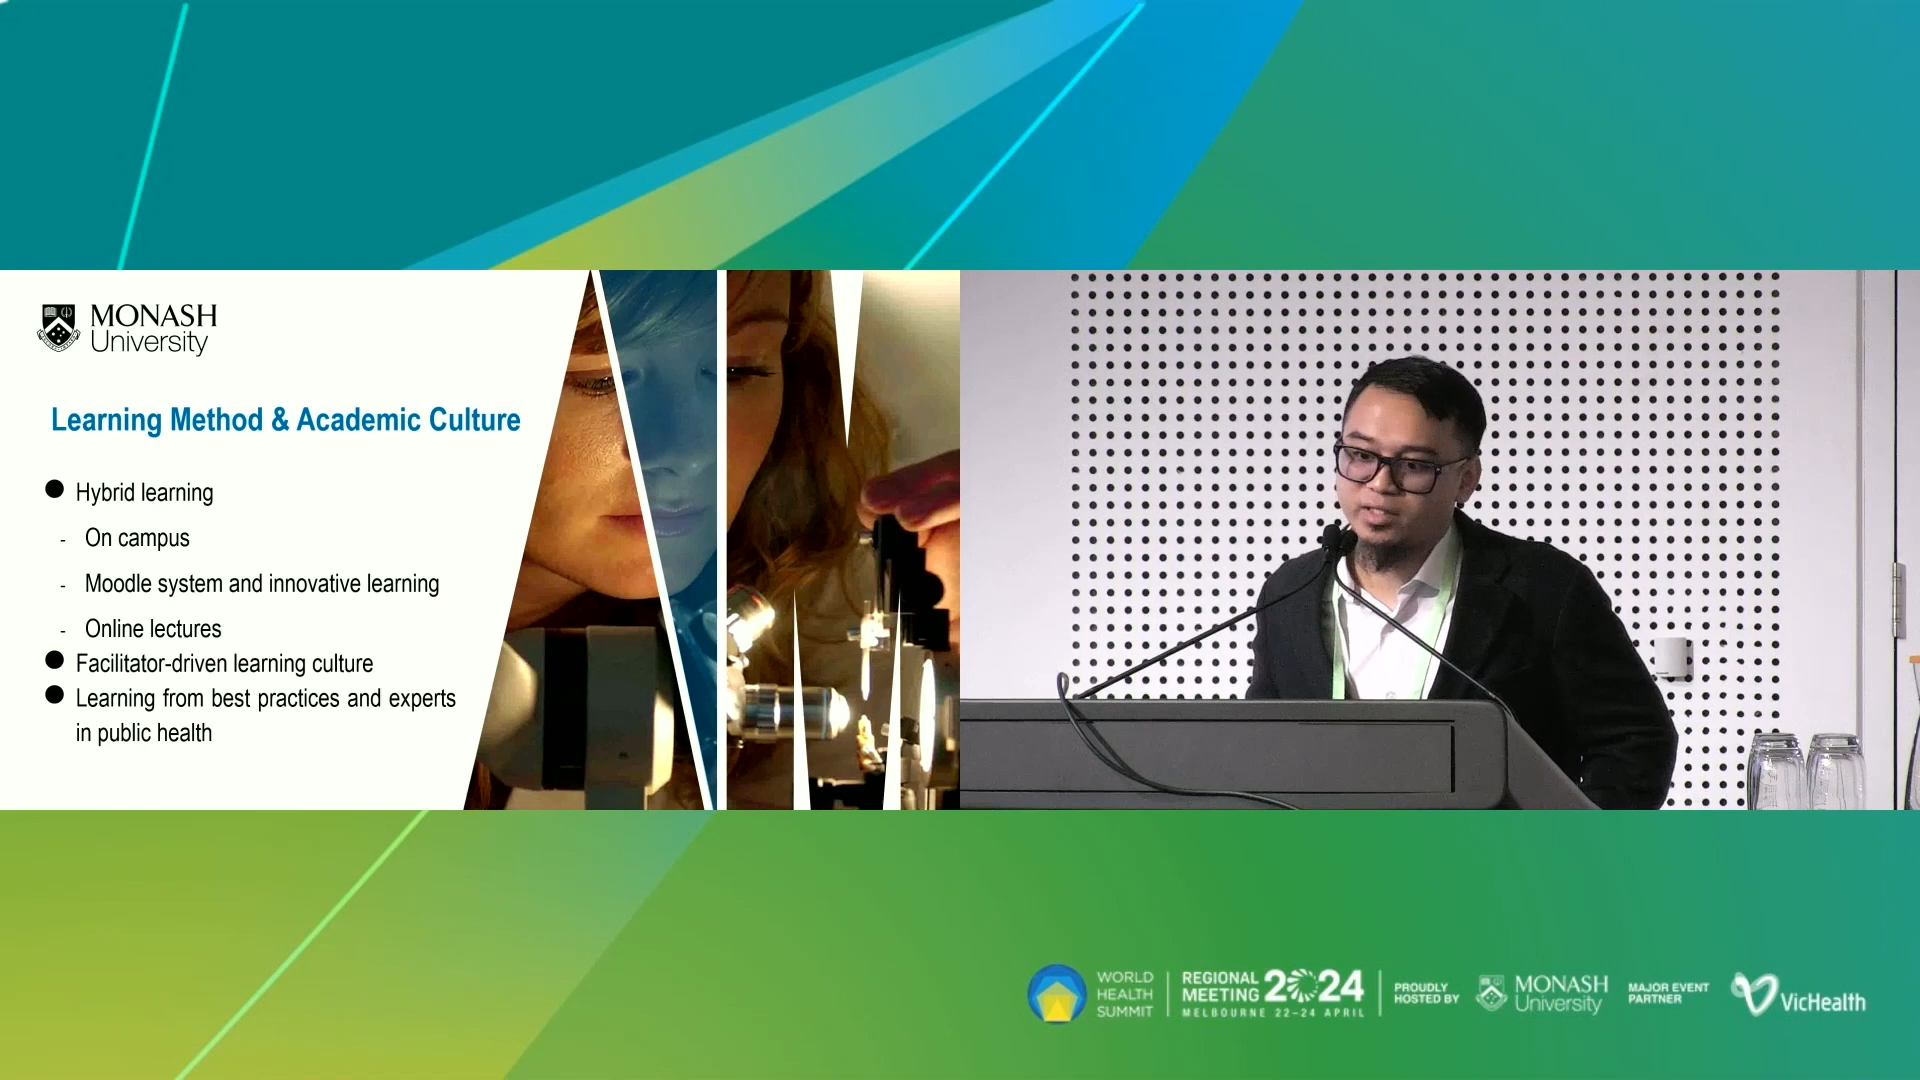 MONASH
University
Learning Method & Academic Culture
● Hybrid learning
- On campus
- Moodle system and innovative learning
- Online lectures
● Facilitator-driven learning culture
● Learning from best practices and experts
in public health
WORLD
HEALTH
SUMMIT
REGIONAL
MEETING 2024
MELBOURNE 22–24 APRIL
PROUDLY
HOSTED BY
MONASH
University
MAJOR EVENT
PARTNER
VicHealth